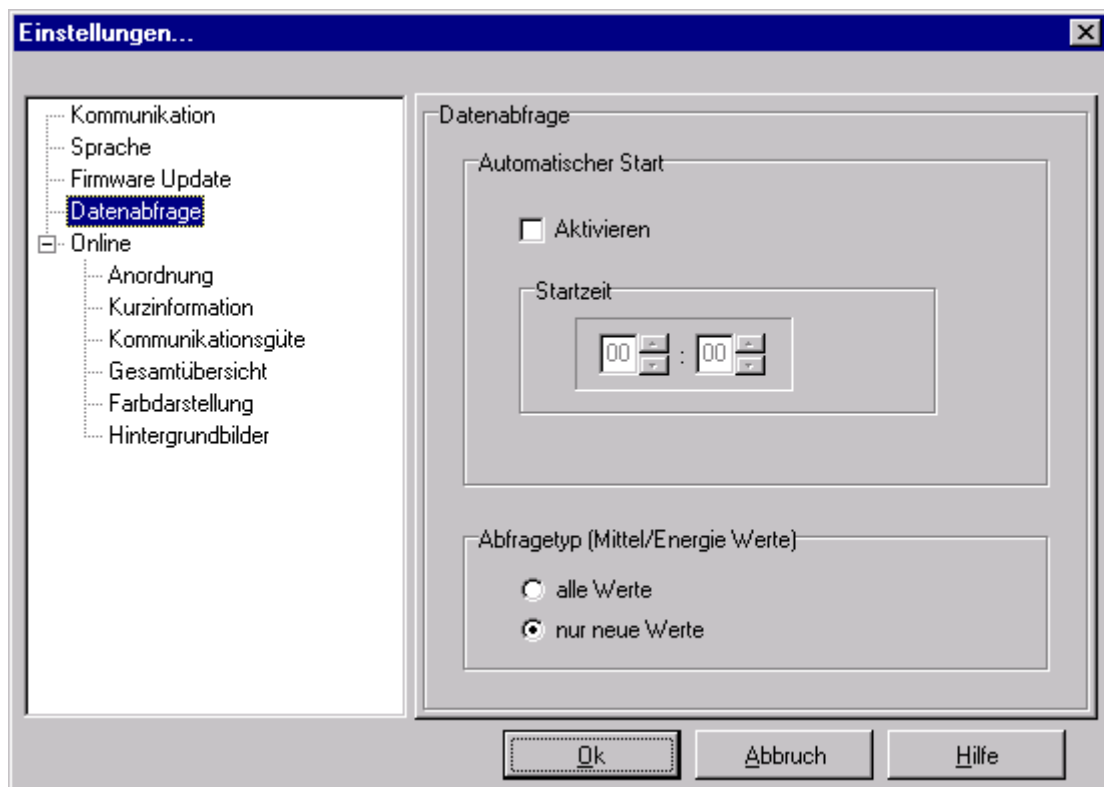 Einstellungen...
Kommunikation
Sprache
Firmware Update
Datenabfrage
Online
Anordnung
Kurzinformation
Kommunikationsgüte
Gesamtübersicht
Farbdarstellung
Hintergrundbilder
Datenabfrage
Automatischer Start
Aktivieren
Startzeit
00 : 00
Abfragetyp (Mittel/Energie Werte)
alle Werte
nur neue Werte
Ok Abbruch Hilfe